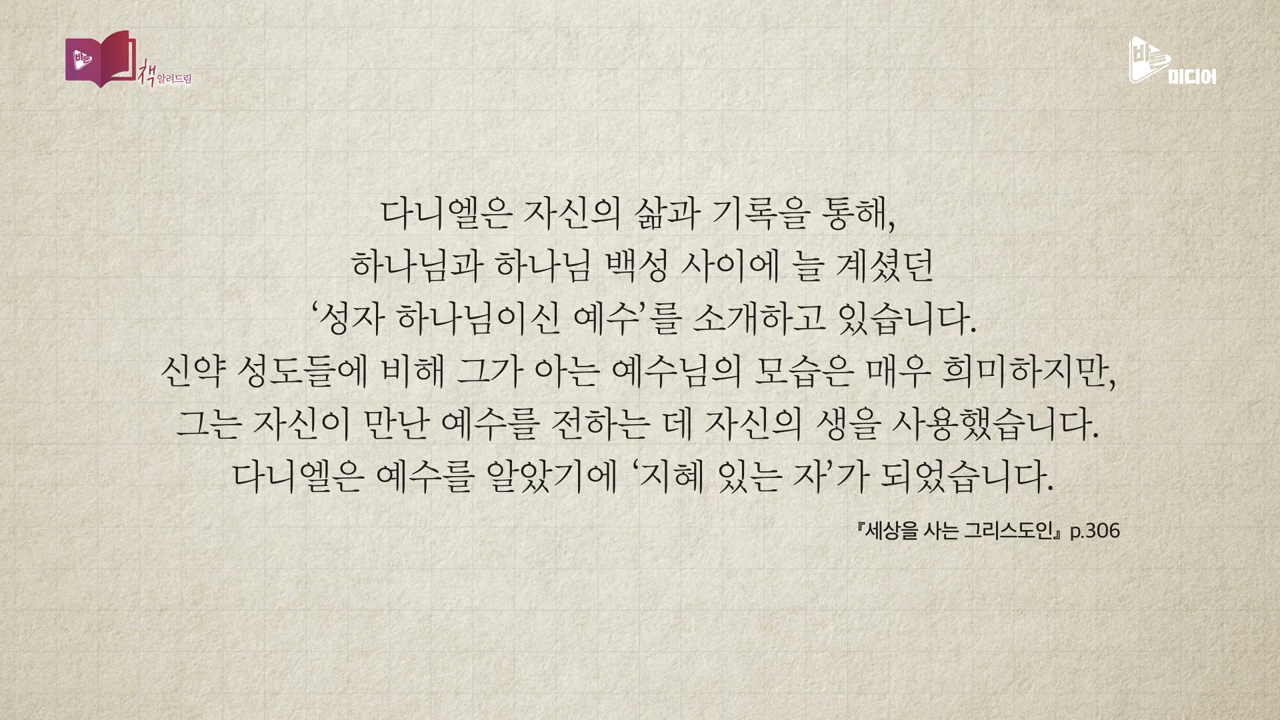 바른
책 알려드림
바른
미디어
다니엘은 자신의 삶과 기록을 통해,
하나님과 하나님 백성 사이에 늘 계셨던
‘성자 하나님이신 예수’를 소개하고 있습니다.
신약 성도들에 비해 그가 아는 예수님의 모습은 매우 희미하지만,
그는 자신이 만난 예수를 전하는 데 자신의 생을 사용했습니다.
다니엘은 예수를 알았기에 ‘지혜 있는 자’가 되었습니다.
『세상을 사는 그리스도인』 p.306